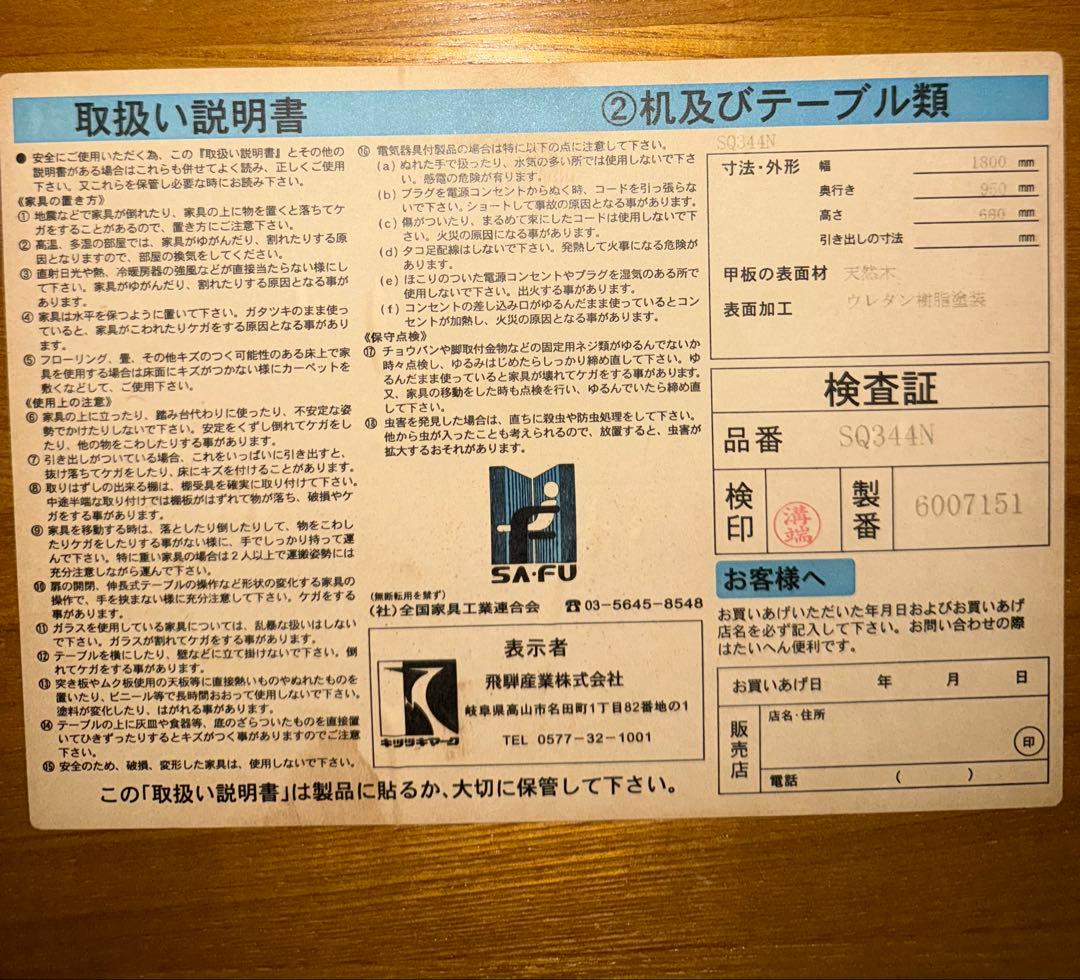 取扱い説明書
②机及びテーブル類
● 安全にご使用いただく為、この『取扱い説明書』とその他の
説明書がある場合はこれらも併せてよく読み、正しくご使用
下さい。又これらを保管し必要な時にお読み下さい。
《家具の置き方》
① 地震などで家具が倒れたり、家具の上に物を置くと落ちてケ
ガをすることがあるので、置き方にご注意下さい。
② 高温、多湿の部屋では、家具がゆがんだり、割れたりする原
因となりますので、部屋の換気をしてください。
③ 直射日光や熱、冷暖房器の強風などが直接当たらない様にし
て下さい。家具がゆがんだり、割れたりする原因となる事が
あります。
④ 家具は水平を保つように置いて下さい。ガタツキのまま使っ
ていると、家具がこわれたりケガをする原因となる事があり
ます。
⑤ フローリング、畳、その他キズのつく可能性のある床上で家
具を使用する場合は床面にキズがつかない様にカーペットを
敷くなどして、ご使用下さい。
《使用上の注意》
⑥ 家具の上に立ったり、踏み台代わりに使ったり、不安定な姿
勢でかけたりしないで下さい。安定をくずし倒れてケガをし
たり、他の物をこわしたりする事があります。
⑦ 引き出しがついている場合、これをいっぱいに引き出すと、
抜け落ちてケガをしたり、床にキズを付けることがあります。
⑧ 取りはずしの出来る棚は、棚受具を確実に取り付けて下さい。
中途半端な取り付けでは棚板がはずれて物が落ち、破損やケ
ガをする事があります。
⑨ 家具を移動する時は、落としたり倒したりして、物をこわし
たりケガをしたりする事がない様に、手でしっかり持って運
んで下さい。特に重い家具の場合は2人以上で運搬姿勢には
充分注意しながら運んで下さい。
⑩ 扉の開閉、伸長式テーブルの操作など形状の変化する家具の
操作で、手を挟まない様に充分注意して下さい。ケガをする
事があります。
⑪ ガラスを使用している家具については、乱暴な扱いはしない
で下さい。ガラスが割れてケガをする事があります。
⑫ テーブルを横にしたり、壁などに立て掛けないで下さい。倒
れてケガをする事があります。
⑬ 突き板やムク板使用の天板等に直接熱いものやぬれたものを
置いたり、ビニール等で長時間おおって使用しないで下さい。
塗料が変化したり、はがれる事があります。
⑭ テーブルの上に灰皿や食器等、底のざらついたものを直接置
いてひきずったりするとキズがつく事がありますのでご注意
下さい。
⑮ 安全のため、破損、変形した家具は、使用しないで下さい。
⑯ 電気器具付製品の場合は特に以下の点に注意して下さい。
(a) ぬれた手で扱ったり、水気の多い所では使用しないで下さ
い。感電の危険が有ります。
(b) プラグを電源コンセントからぬく時、コードを引っ張らな
いで下さい。ショートして事故の原因となる事があります。
(c) 傷がついたり、まるめて束にしたコードは使用しないで下
さい。火災の原因になる事があります。
(d) タコ足配線はしないで下さい。発熱して火事になる危険が
あります。
(e) ほこりのついた電源コンセントやプラグを湿気のある所で
使用しないで下さい。出火する事があります。
(f) コンセントの差し込み口がゆるんだまま使っているとコン
セントが加熱し、火災の原因となる事があります。
《保守点検》
⑰ チョウバンや脚取付金物などの固定用ネジ類がゆるんでないか
時々点検し、ゆるみはじめたらしっかり締め直して下さい。ゆ
るんだまま使っていると家具が壊れてケガをする事があります。
又、家具の移動をした時も点検を行い、ゆるんでいたら締め直
して下さい。
⑱ 虫害を発見した場合は、直ちに殺虫や防虫処理をして下さい。
他から虫が入ったことも考えられるので、放置すると、虫害が
拡大するおそれがあります。
SA・FU
(無断転用を禁ず)
(社)全国家具工業連合会 ☎03-5645-8548
表示者
キツツキマーク
飛騨産業株式会社
岐阜県高山市名田町1丁目82番地の1
TEL 0577-32-1001
この「取扱い説明書」は製品に貼るか、大切に保管して下さい。
SQ344N
寸法・外形 幅 1800 mm
奥行き 950 mm
高さ 680 mm
引き出しの寸法 mm
甲板の表面材 天然木
表面加工 ウレタン樹脂塗装
検査証
品番 SQ344N
検印 溝端 製番 6007151
お客様へ
お買いあげいただいた年月日およびお買いあげ
店名を必ず記入して下さい。お問い合わせの際
はたいへん便利です。
お買いあげ日 年 月 日
販売店 店名・住所
印
電話 ( )